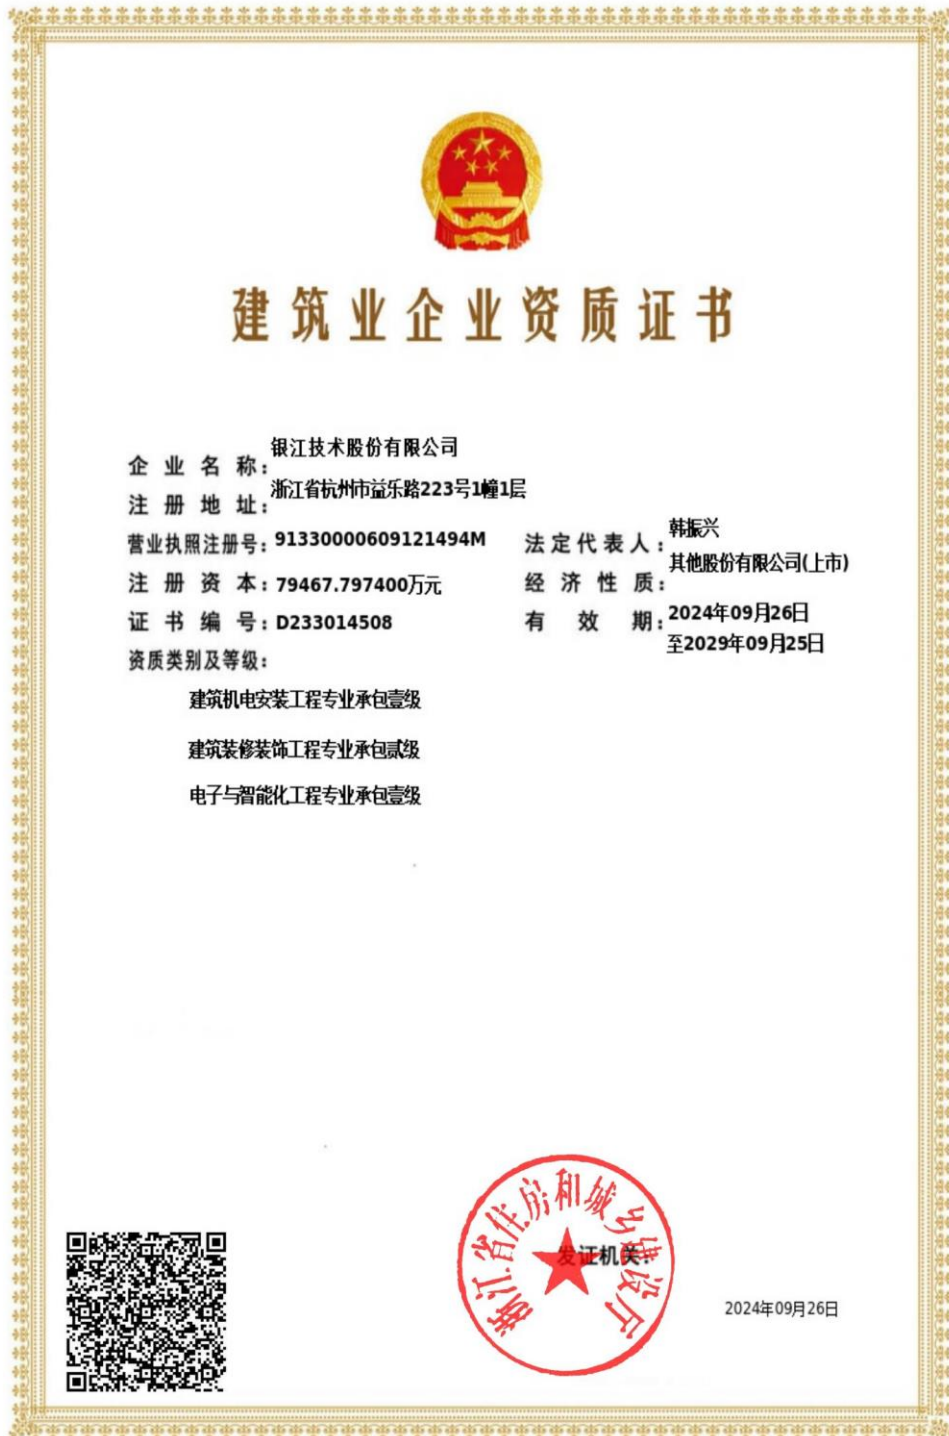 建筑业企业资质证书
企业名称：银江技术股份有限公司
注册地址：浙江省杭州市益乐路223号1幢1层
营业执照注册号：91330000609121494M 法定代表人：韩振兴
注册资本：79467.797400万元 经济性质：其他股份有限公司(上市)
证书编号：D233014508 有效期：2024年09月26日
至2029年09月25日
资质类别及等级：
建筑机电安装工程专业承包壹级
建筑装修装饰工程专业承包贰级
电子与智能化工程专业承包壹级
浙江省住房和城乡建设厅
发证机关：
2024年09月26日